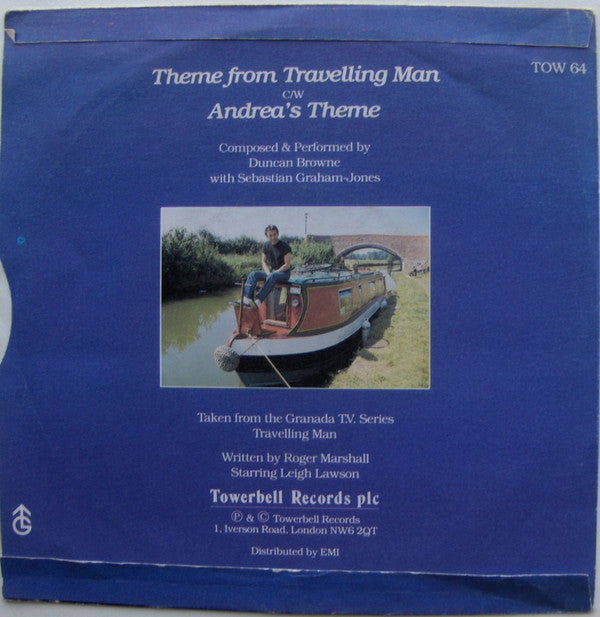 TOW 64
Theme from Travelling Man
C/W
Andrea's Theme
Composed & Performed by
Duncan Browne
with Sebastian Graham-Jones
Taken from the Granada T.V. Series
Travelling Man
Written by Roger Marshall
Starring Leigh Lawson
Towerbell Records plc
Ⓟ & © Towerbell Records
1, Iverson Road, London NW6 2QT
Distributed by EMI